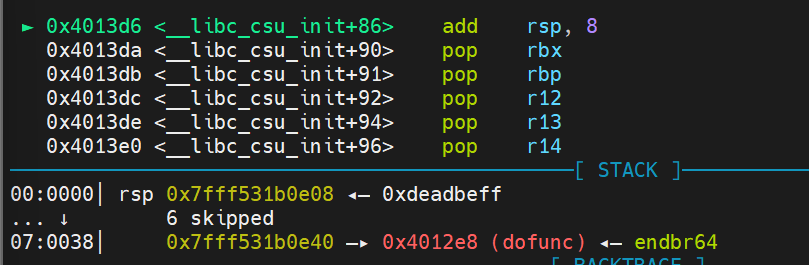 ► 0x4013d6 <__libc_csu_init+86> add rsp, 8
0x4013da <__libc_csu_init+90> pop rbx
0x4013db <__libc_csu_init+91> pop rbp
0x4013dc <__libc_csu_init+92> pop r12
0x4013de <__libc_csu_init+94> pop r13
0x4013e0 <__libc_csu_init+96> pop r14
[ STACK ]
00:0000│ rsp 0x7fff531b0e08 ◂— 0xdeadbeff
... ↓ 6 skipped
07:0038│ 0x7fff531b0e40 —▸ 0x4012e8 (dofunc) ◂— endbr64
[ BACKTRACE ]